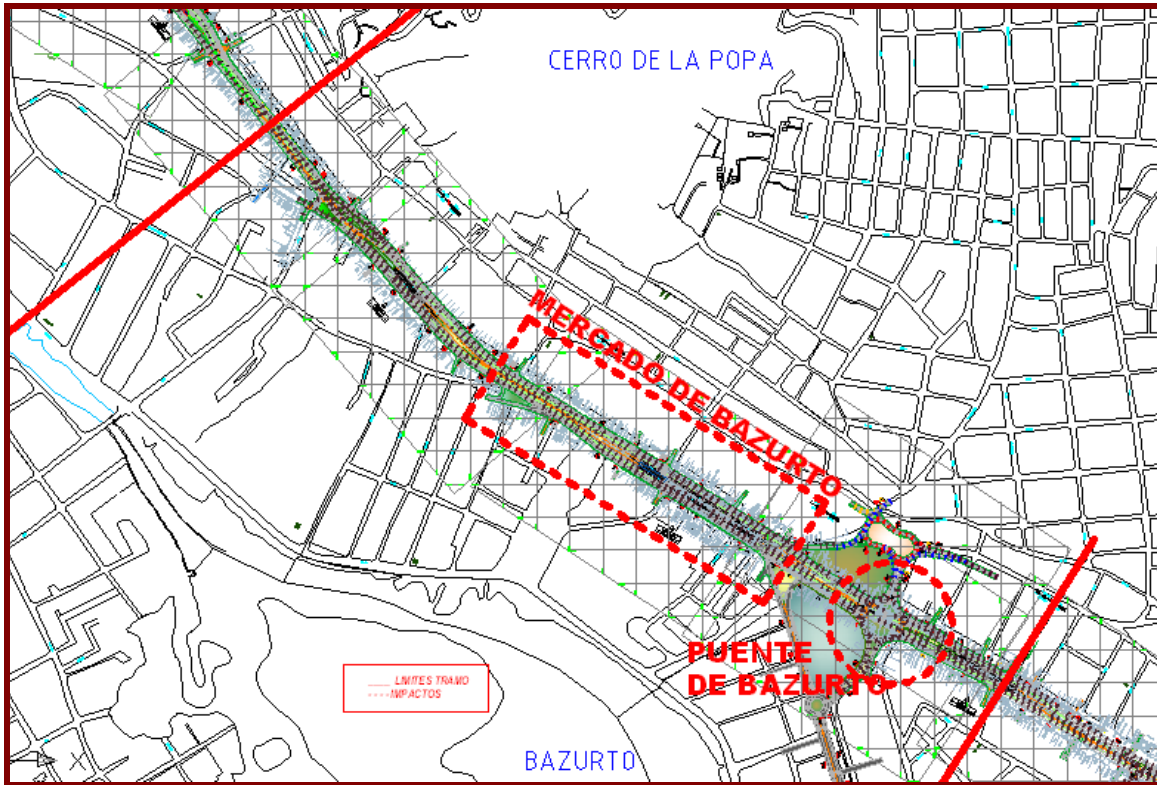 CERRO DE LA POPA
MERCADO DE BAZURTO
PUENTE
DE BAZURTO
LIMITES TRAMO
IMPACTOS
BAZURTO
X